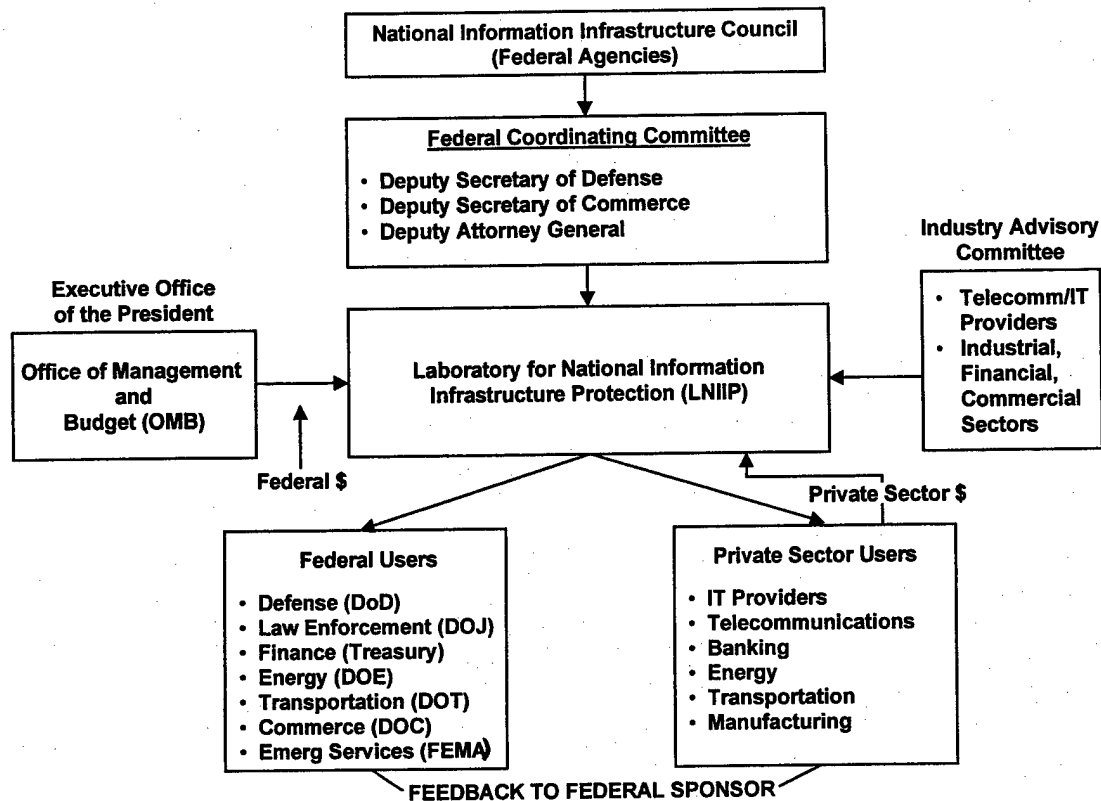 National Information Infrastructure Council
(Federal Agencies)
Federal Coordinating Committee
• Deputy Secretary of Defense
• Deputy Secretary of Commerce
• Deputy Attorney General
Industry Advisory
Committee
• Telecomm/IT
Providers
• Industrial,
Financial,
Commercial
Sectors
Executive Office
of the President
Office of Management
and
Budget (OMB)
Laboratory for National Information
Infrastructure Protection (LNIIP)
Federal $
Private Sector $
Federal Users
• Defense (DoD)
• Law Enforcement (DOJ)
• Finance (Treasury)
• Energy (DOE)
• Transportation (DOT)
• Commerce (DOC)
• Emerg Services (FEMA)
Private Sector Users
• IT Providers
• Telecommunications
• Banking
• Energy
• Transportation
• Manufacturing
FEEDBACK TO FEDERAL SPONSOR